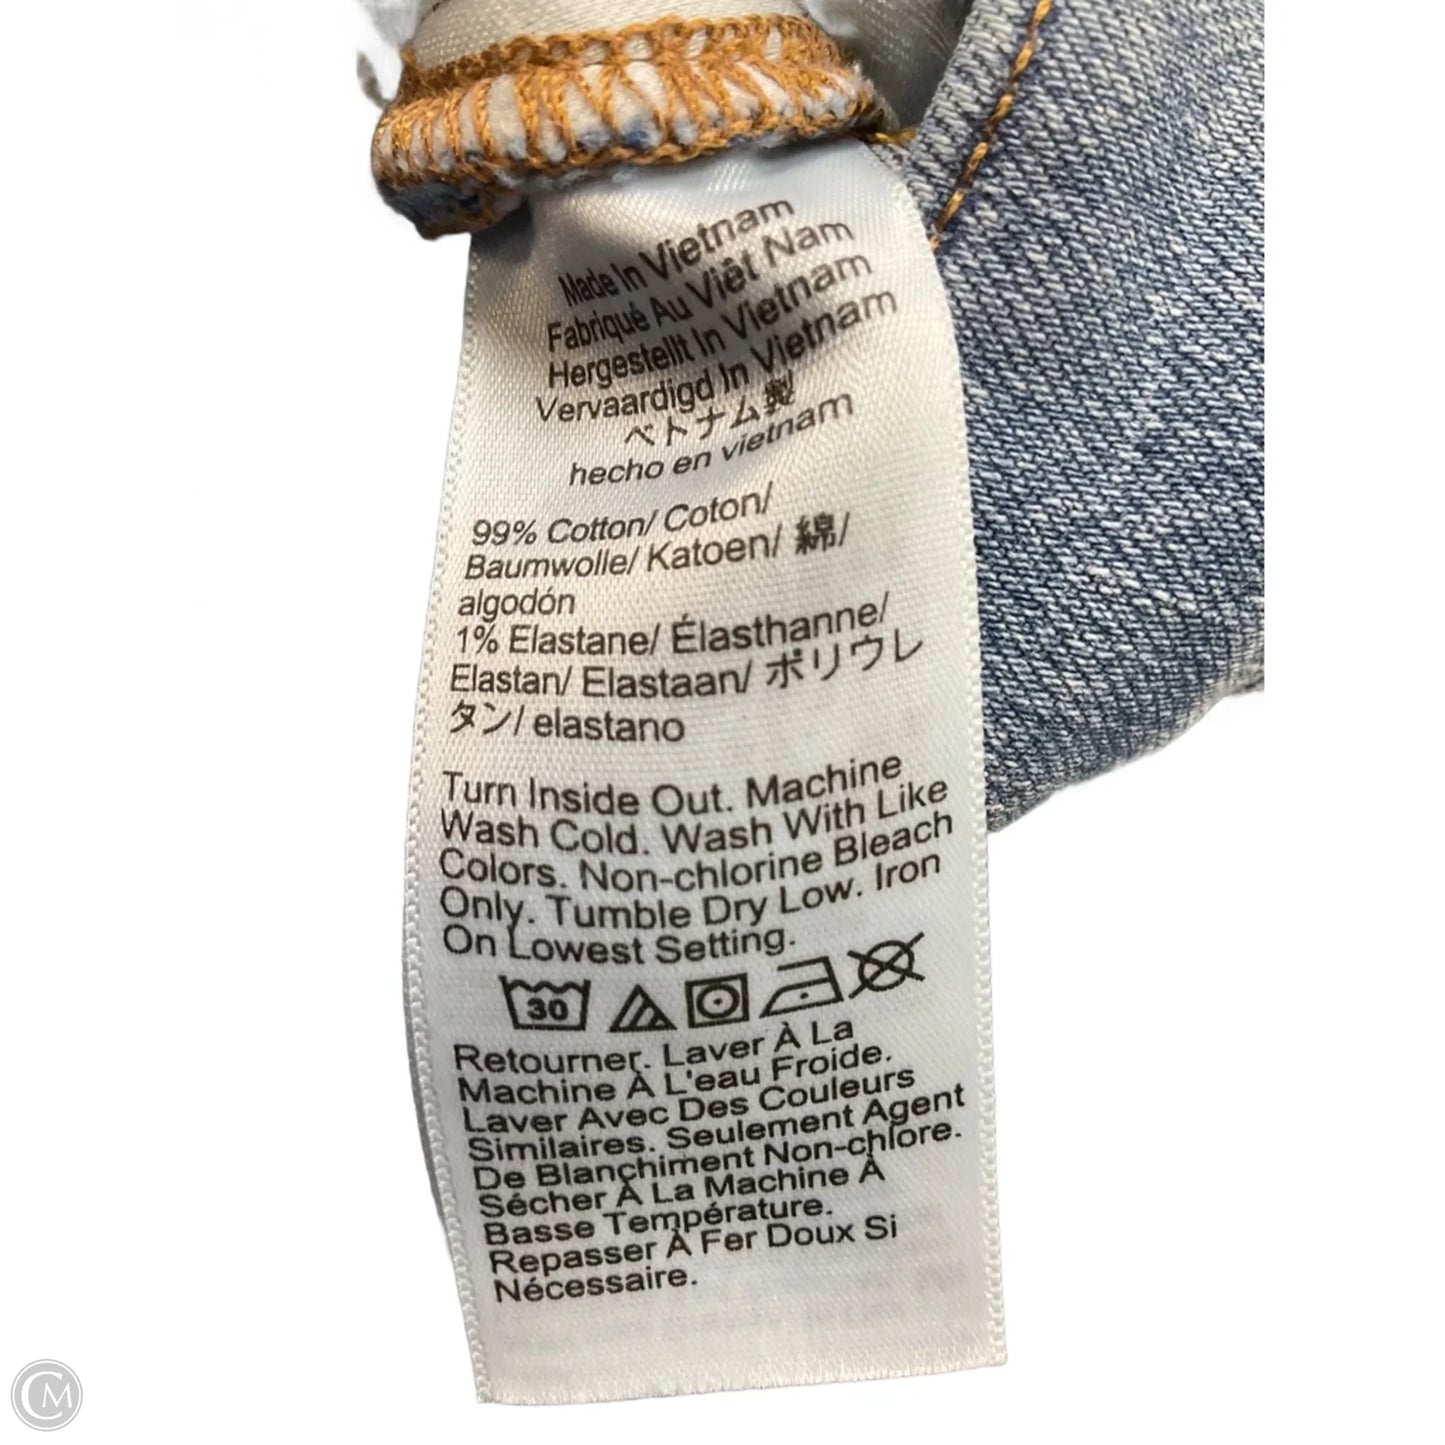 Made In Vietnam
Fabriqué Au Viêt Nam
Hergestellt In Vietnam
Vervaardigd In Vietnam
ベトナム製
hecho en vietnam
99% Cotton/ Coton/
Baumwolle/ Katoen/ 綿/
algodón
1% Elastane/ Élasthanne/
Elastan/ Elastaan/ ポリウレ
タン/ elastano
Turn Inside Out. Machine
Wash Cold. Wash With Like
Colors. Non-chlorine Bleach
Only. Tumble Dry Low. Iron
On Lowest Setting.
30
Retourner. Laver À La
Machine À L'eau Froide.
Laver Avec Des Couleurs
Similaires. Seulement Agent
De Blanchiment Non-chlore.
Sécher À La Machine À
Basse Température.
Repasser À Fer Doux Si
Nécessaire.
CM